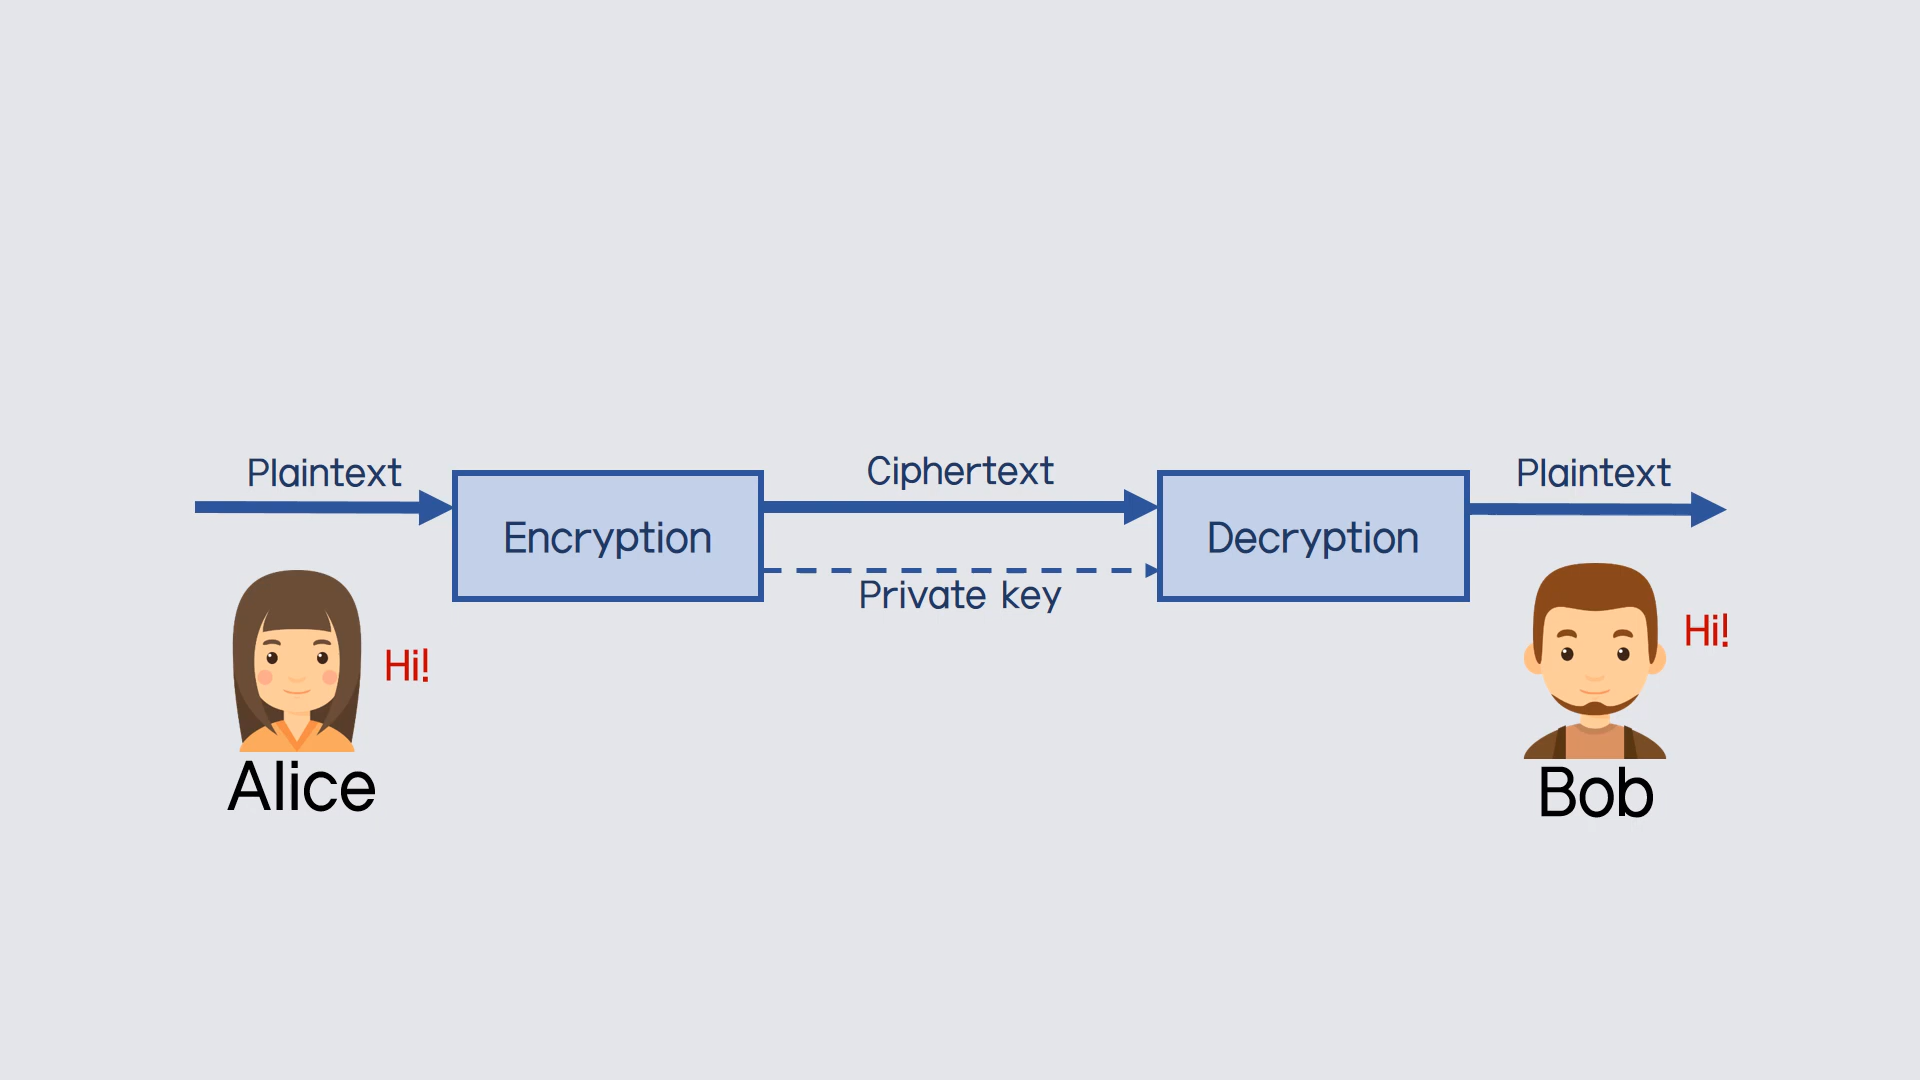 Plaintext
Ciphertext
Plaintext
Encryption
Decryption
Private key
Hi!
Hi!
Alice
Bob